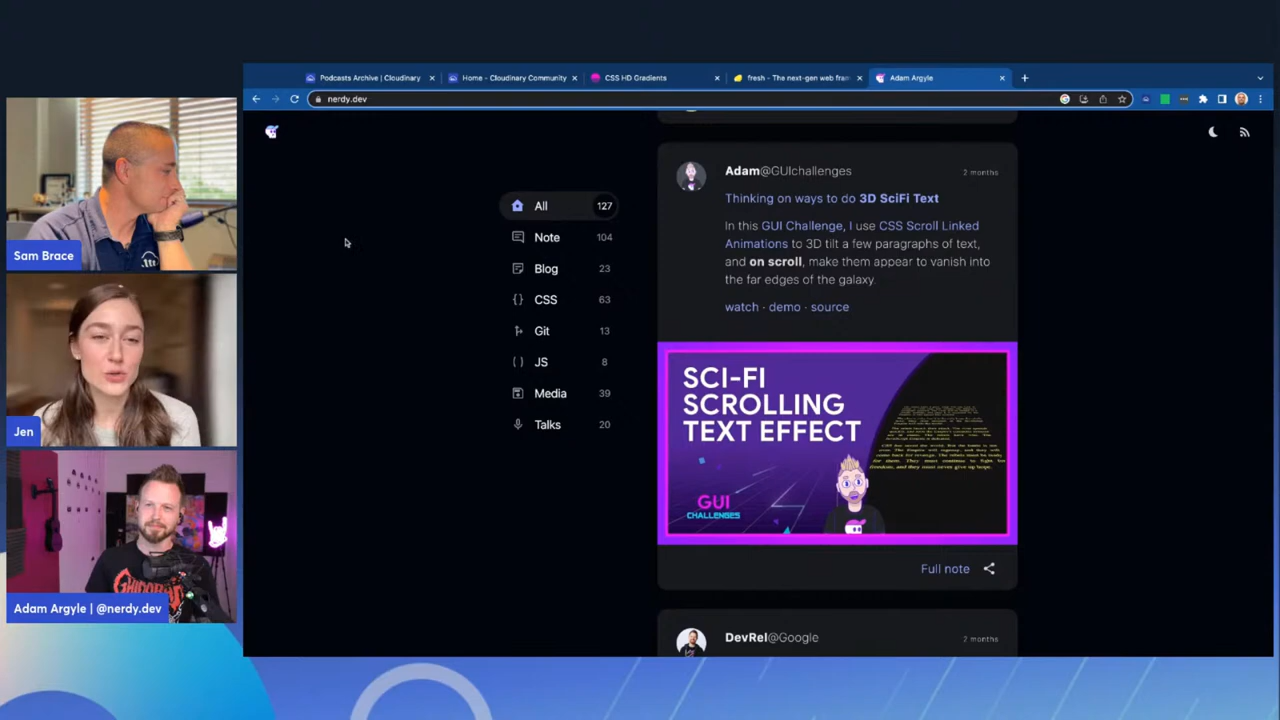 Podcasts Archive | Cloudinary
Home - Cloudinary Community
CSS HD Gradients
fresh - The next-gen web fram
Adam Argyle
nerdy.dev
Sam Brace
Jen
Adam Argyle | @nerdy.dev
All 127
Note 104
Blog 23
CSS 63
Git 13
JS 8
Media 39
Talks 20
Adam@GUIchallenges 2 months
Thinking on ways to do 3D SciFi Text
In this GUI Challenge, I use CSS Scroll Linked
Animations to 3D tilt a few paragraphs of text,
and on scroll, make them appear to vanish into
the far edges of the galaxy.
watch · demo · source
SCI-FI
SCROLLING
TEXT EFFECT
GUI
CHALLENGES
Full note
DevRel@Google 2 months